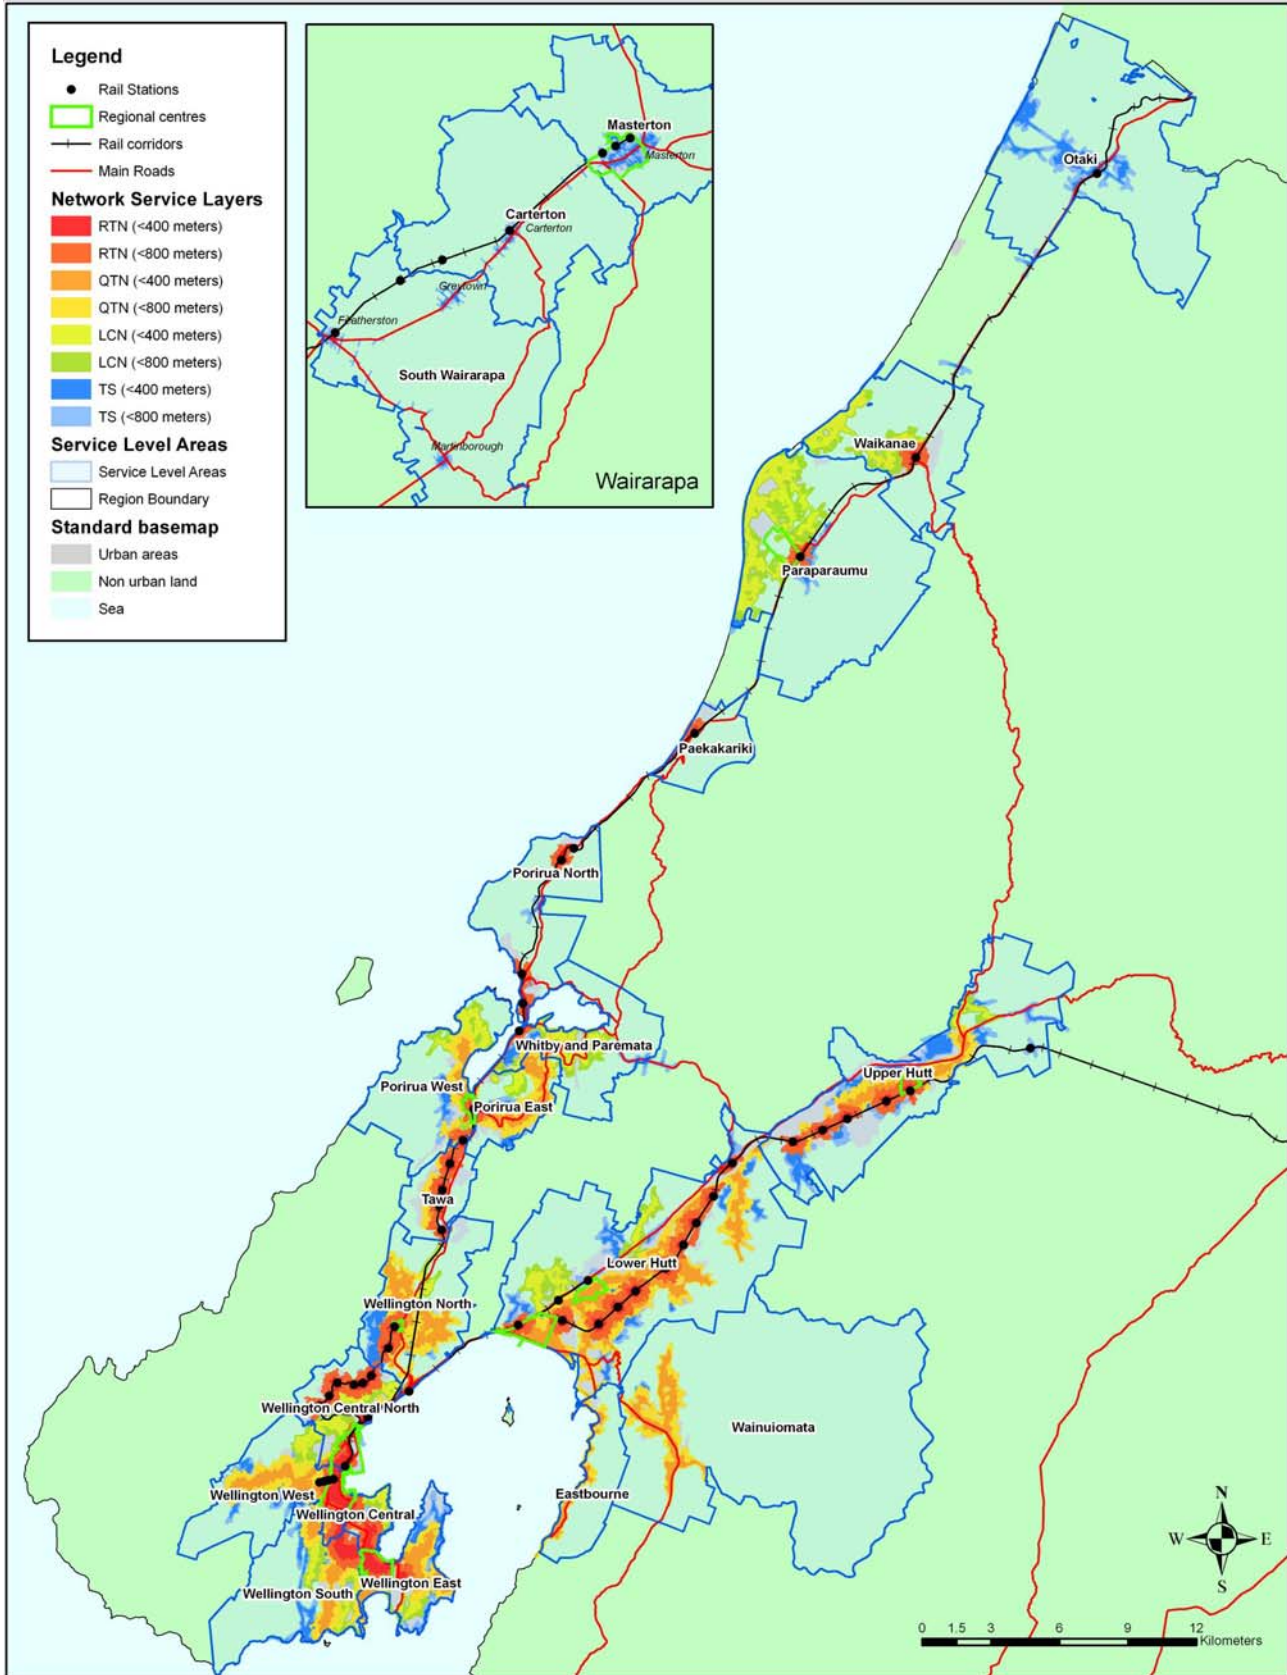 Legend
Rail Stations
Regional centres
Rail corridors
Main Roads
Network Service Layers
RTN (<400 meters)
RTN (<800 meters)
QTN (<400 meters)
QTN (<800 meters)
LCN (<400 meters)
LCN (<800 meters)
TS (<400 meters)
TS (<800 meters)
Service Level Areas
Service Level Areas
Region Boundary
Standard basemap
Urban areas
Non urban land
Sea
Masterton
Masterton
Carterton
Carterton
Greytown
Featherston
South Wairarapa
Martinborough
Wairarapa
Otaki
Waikanae
Paraparaumu
Paekakariki
Porirua North
Whitby and Paremata
Porirua West
Porirua East
Upper Hutt
Tawa
Lower Hutt
Wellington North
Wellington Central North
Wainuiomata
Wellington West
Eastbourne
Wellington Central
Wellington South
Wellington East
N
W
E
S
0 1.5 3 6 9 12
Kilometers